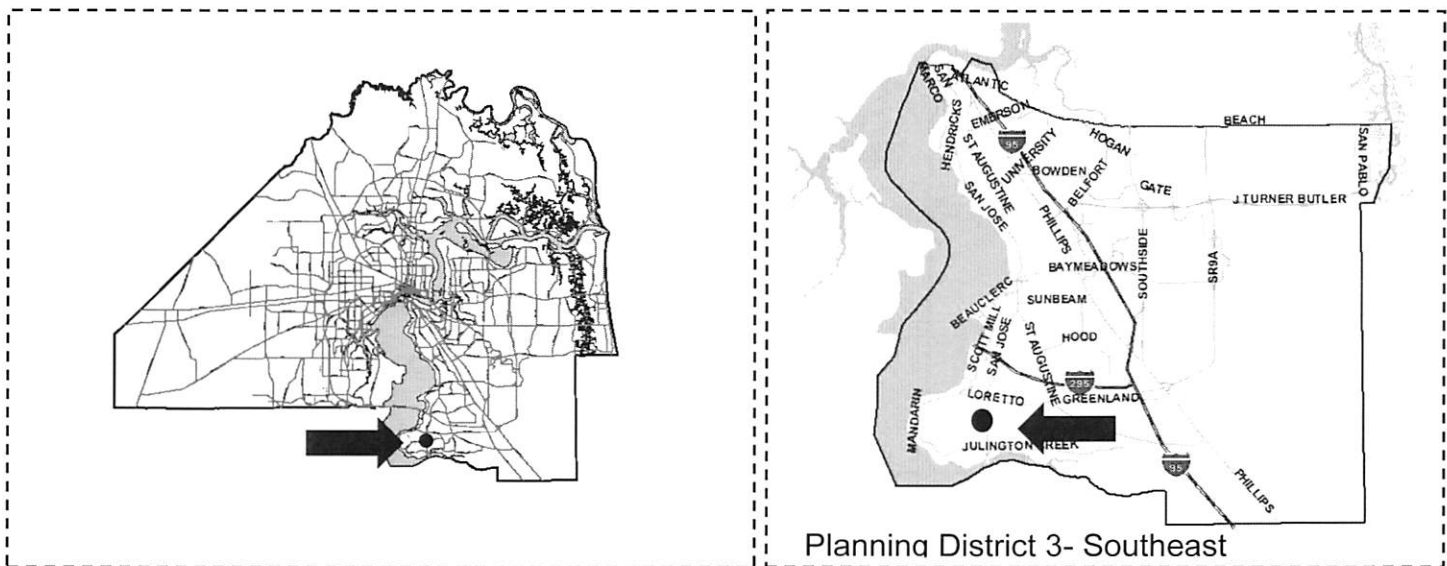 SAN MARCO
ATLANTIC
HENDRICKS
EMERSON
BEACH
HOGAN
SAN PABLO
95
UNIVERSITY
BOWDEN
BELFORT
ST AUGUSTINE
SAN JOSE
GATE
J TURNER BUTLER
PHILLIPS
SOUTHSIDE
SR9A
BAYMEADOWS
BEAUCLERC
SUNBEAM
SCOTT MILL
SAN JOSE
ST AUGUSTINE
HOOD
295
LORETTO
GREENLAND
MANDARIN
JULINGTON CREEK
95
PHILLIPS
Planning District 3- Southeast